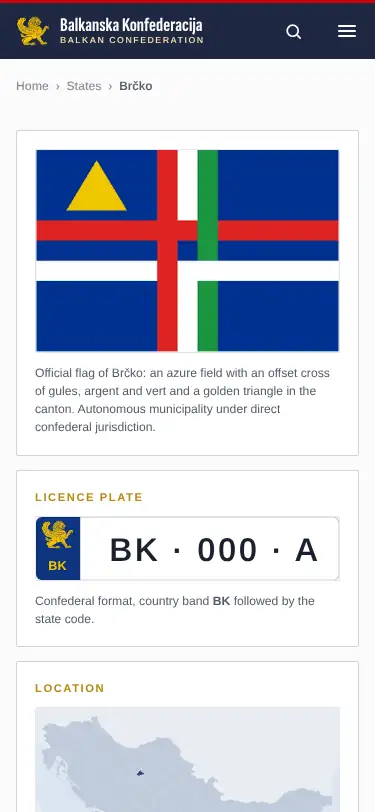 Balkanska Konfederacija
BALKAN CONFEDERATION
Home › States › Brčko
Official flag of Brčko: an azure field with an offset cross
of gules, argent and vert and a golden triangle in the
canton. Autonomous municipality under direct
confederal jurisdiction.
LICENCE PLATE
BK
BK · 000 · A
Confederal format, country band BK followed by the
state code.
LOCATION